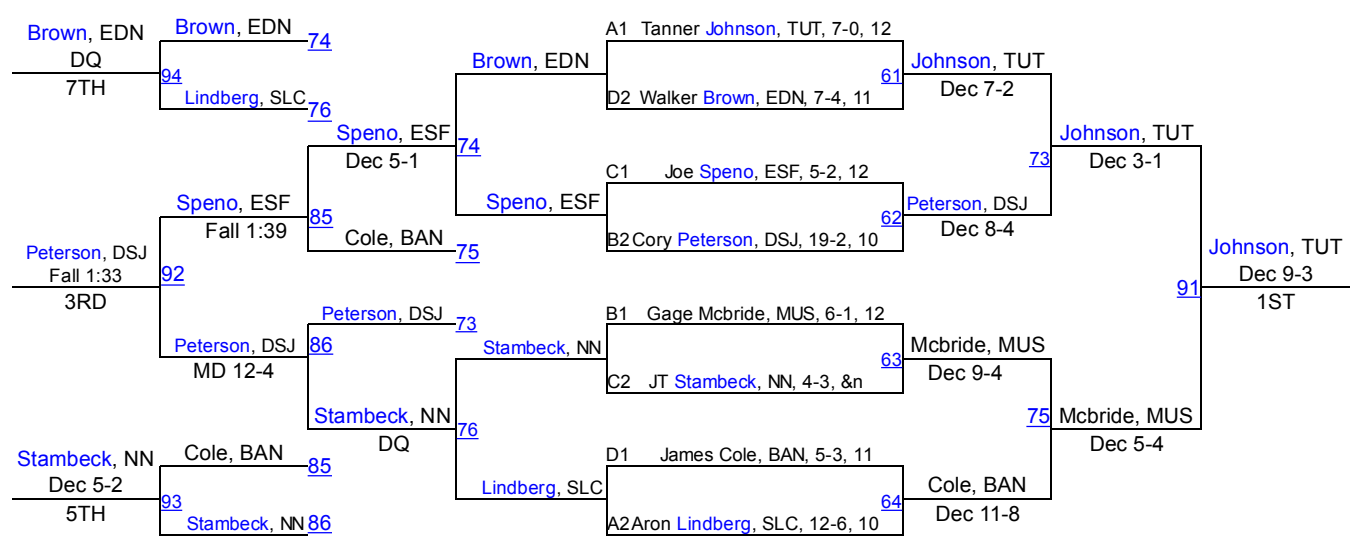 Brown, EDN
DQ
7TH
Brown, EDN
74
94
Lindberg, SLC
76
Speno, ESF
Dec 5-1
Brown, EDN
74
Speno, ESF
Speno, ESF
Fall 1:39
85
Cole, BAN
75
Peterson, DSJ
Fall 1:33
3RD
92
Peterson, DSJ
MD 12-4
86
Peterson, DSJ
73
Stambeck, NN
Stambeck, NN
DQ
76
Lindberg, SLC
Stambeck, NN
Dec 5-2
5TH
93
Cole, BAN
85
Stambeck, NN
86
A1 Tanner Johnson, TUT, 7-0, 12
61
D2 Walker Brown, EDN, 7-4, 11
Johnson, TUT
Dec 7-2
C1 Joe Speno, ESF, 5-2, 12
62
B2 Cory Peterson, DSJ, 19-2, 10
Peterson, DSJ
Dec 8-4
73
Johnson, TUT
Dec 3-1
B1 Gage Mcbride, MUS, 6-1, 12
63
C2 JT Stambeck, NN, 4-3, &n
Mcbride, MUS
Dec 9-4
D1 James Cole, BAN, 5-3, 11
64
A2 Aron Lindberg, SLC, 12-6, 10
Cole, BAN
Dec 11-8
75
Mcbride, MUS
Dec 5-4
91
Johnson, TUT
Dec 9-3
1ST